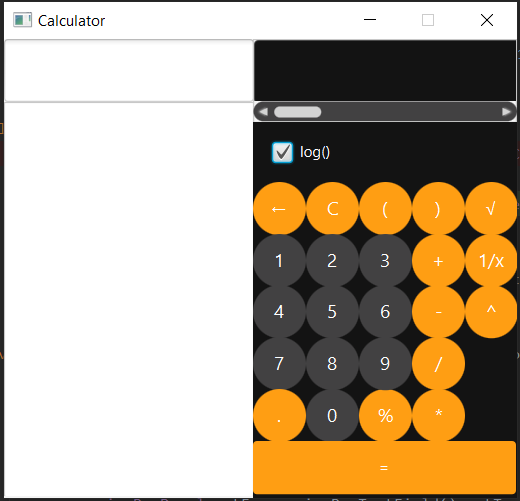 Calculator
log()
← C ( ) √
1 2 3 + 1/x
4 5 6 - ^
7 8 9 /
. 0 % *
=